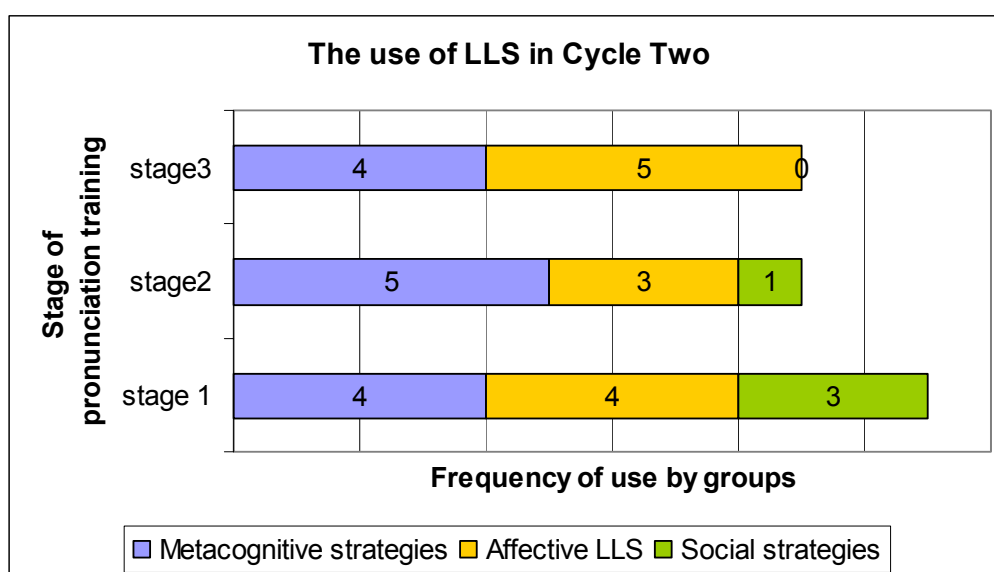 The use of LLS in Cycle Two
Stage of
pronunciation training
stage3
4 5 0
stage2
5 3 1
stage 1
4 4 3
Frequency of use by groups
Metacognitive strategies Affective LLS Social strategies